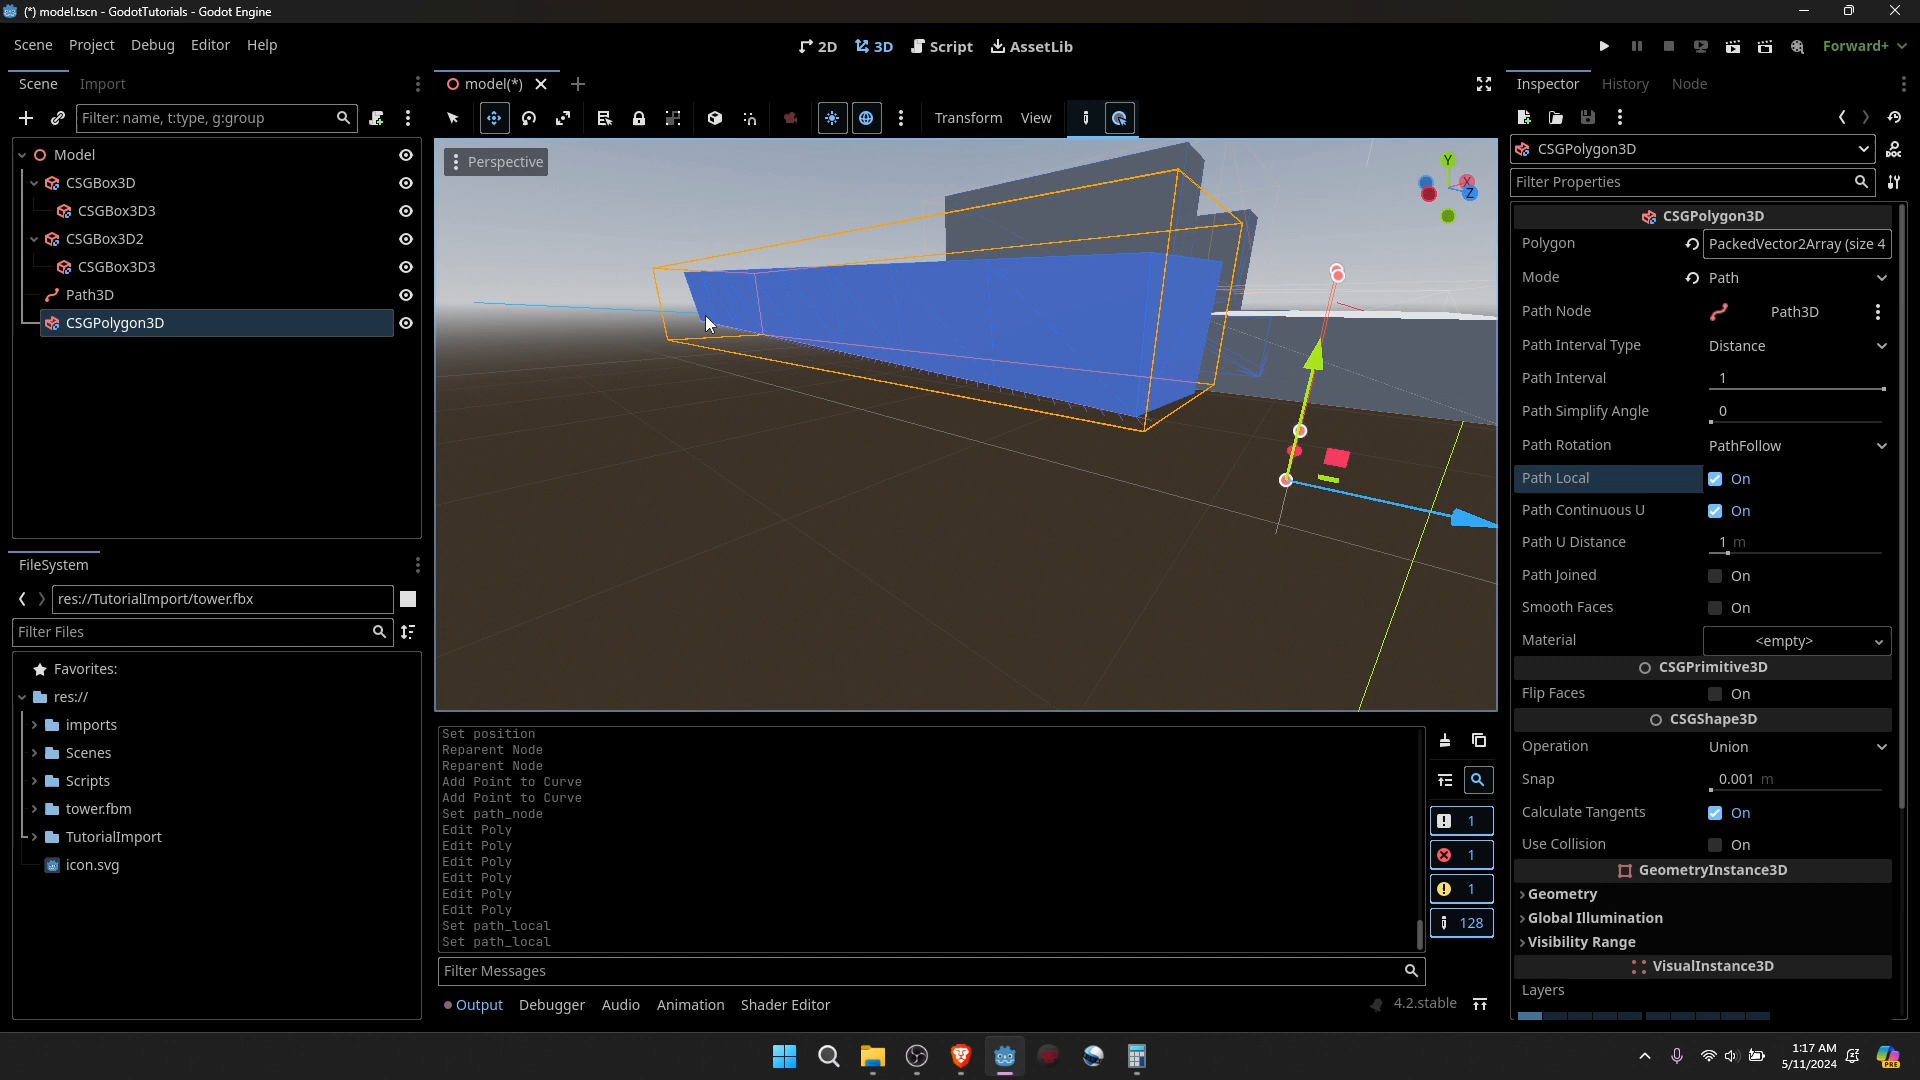 (*) model.tscn - GodotTutorials - Godot Engine
Scene Project Debug Editor Help
2D 3D Script AssetLib
Forward+
Scene Import
model(*)
Inspector History Node
Filter: name, t:type, g:group
Transform View
CSGPolygon3D
Filter Properties
Model
CSGBox3D
CSGBox3D3
CSGBox3D2
CSGBox3D3
Path3D
CSGPolygon3D
Perspective
Y
X
Z
CSGPolygon3D
Polygon PackedVector2Array (size 4
Mode Path
Path Node Path3D
Path Interval Type Distance
Path Interval 1
Path Simplify Angle 0
Path Rotation PathFollow
Path Local On
Path Continuous U On
Path U Distance 1 m
Path Joined On
Smooth Faces On
Material <empty>
CSGPrimitive3D
Flip Faces On
CSGShape3D
Operation Union
Snap 0.001 m
Calculate Tangents On
Use Collision On
GeometryInstance3D
Geometry
Global Illumination
Visibility Range
VisualInstance3D
Layers
FileSystem
res://TutorialImport/tower.fbx
Filter Files
Favorites:
res://
imports
Scenes
Scripts
tower.fbm
TutorialImport
icon.svg
Set position
Reparent Node
Reparent Node
Add Point to Curve
Add Point to Curve
Set path_node
Edit Poly
Edit Poly
Edit Poly
Edit Poly
Edit Poly
Edit Poly
Set path_local
Set path_local
1
1
1
128
Filter Messages
Output Debugger Audio Animation Shader Editor
4.2.stable
1:17 AM
5/11/2024
PRE